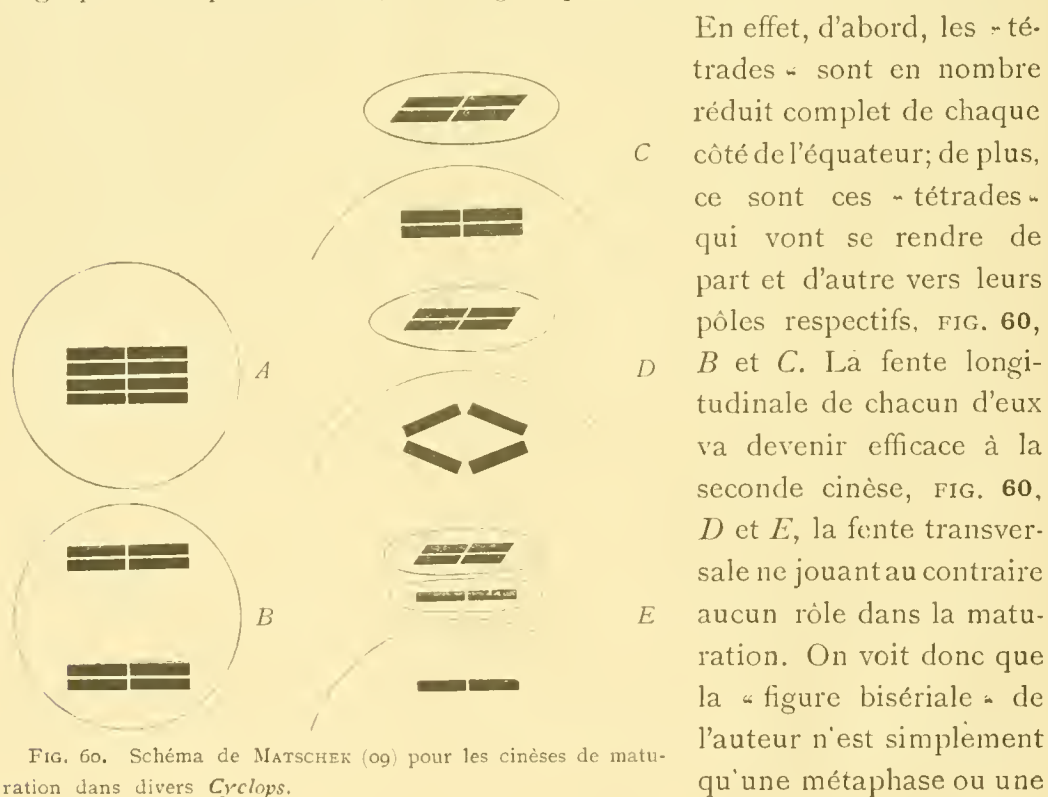 En effet, d'abord, les « té-
trades « sont en nombre
réduit complet de chaque
côté de l'équateur; de plus,
ce sont ces « tétrades «
qui vont se rendre de
part et d'autre vers leurs
pôles respectifs, FIG. 60,
B et C. La fente longi-
tudinale de chacun d'eux
va devenir efficace à la
seconde cinèse, FIG. 60,
D et E, la fente transver-
sale ne jouant au contraire
aucun rôle dans la matu-
ration. On voit donc que
la « figure bisériale « de
l'auteur n'est simplement
qu'une métaphase ou une
A
B
C
D
E
FIG. 60. Schéma de MATSCHEK (09) pour les cinèses de matu-
ration dans divers Cyclops.